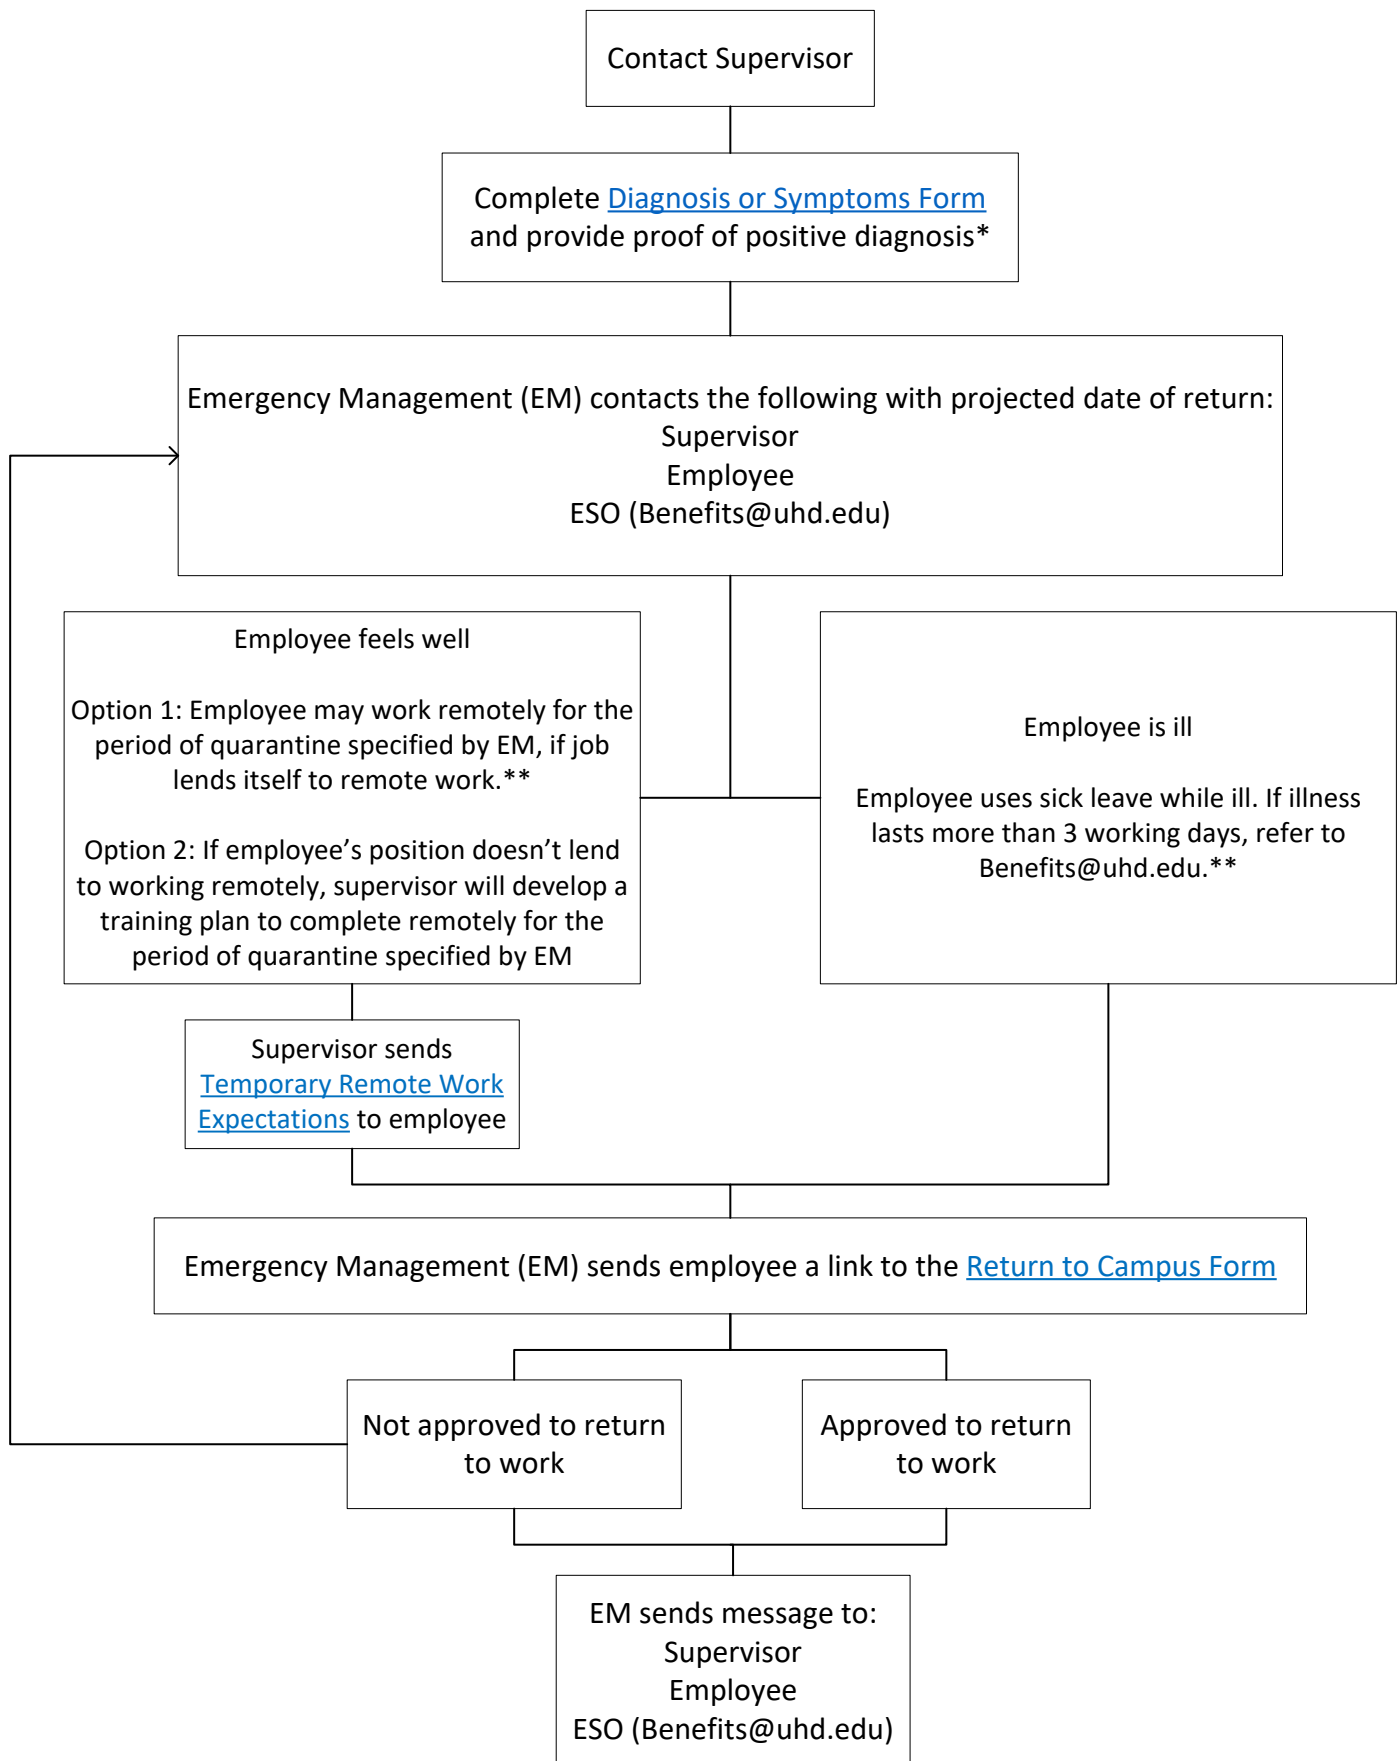 Contact Supervisor
Complete Diagnosis or Symptoms Form
and provide proof of positive diagnosis*
Emergency Management (EM) contacts the following with projected date of return:
Supervisor
Employee
ESO (Benefits@uhd.edu)
Employee feels well
Option 1: Employee may work remotely for the
period of quarantine specified by EM, if job
lends itself to remote work.**
Option 2: If employee’s position doesn’t lend
to working remotely, supervisor will develop a
training plan to complete remotely for the
period of quarantine specified by EM
Employee is ill
Employee uses sick leave while ill. If illness
lasts more than 3 working days, refer to
Benefits@uhd.edu.**
Supervisor sends
Temporary Remote Work
Expectations to employee
Emergency Management (EM) sends employee a link to the Return to Campus Form
Not approved to return
to work
Approved to return
to work
EM sends message to:
Supervisor
Employee
ESO (Benefits@uhd.edu)